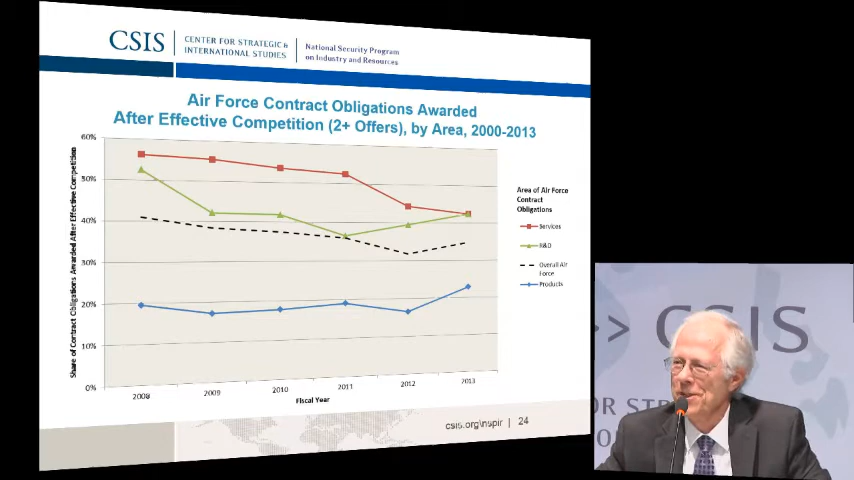 CSIS
CENTER FOR STRATEGIC &
INTERNATIONAL STUDIES
National Security Program
on Industry and Resources
Air Force Contract Obligations Awarded
After Effective Competition (2+ Offers), by Area, 2000-2013
Share of Contract Obligations Awarded After Effective Competition
60%
50%
40%
30%
20%
10%
0%
2008
2009
2010
2011
2012
2013
Fiscal Year
Area of Air Force
Contract
Obligations
Services
R&D
Overall Air
Force
Products
csis.org\nspir | 24
> CSIS